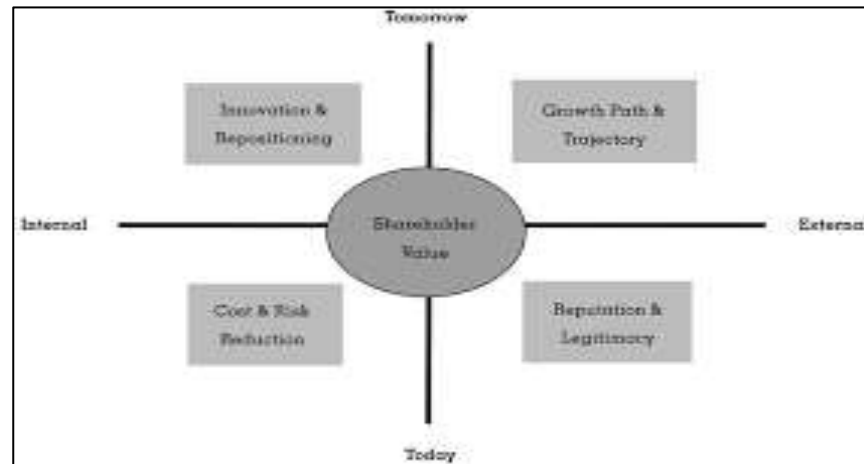 Tomorrow
Innovation &
Repositioning
Growth Path &
Trajectory
Internal
Shareholder
Value
External
Cost & Risk
Reduction
Reputation &
Legitimacy
Today